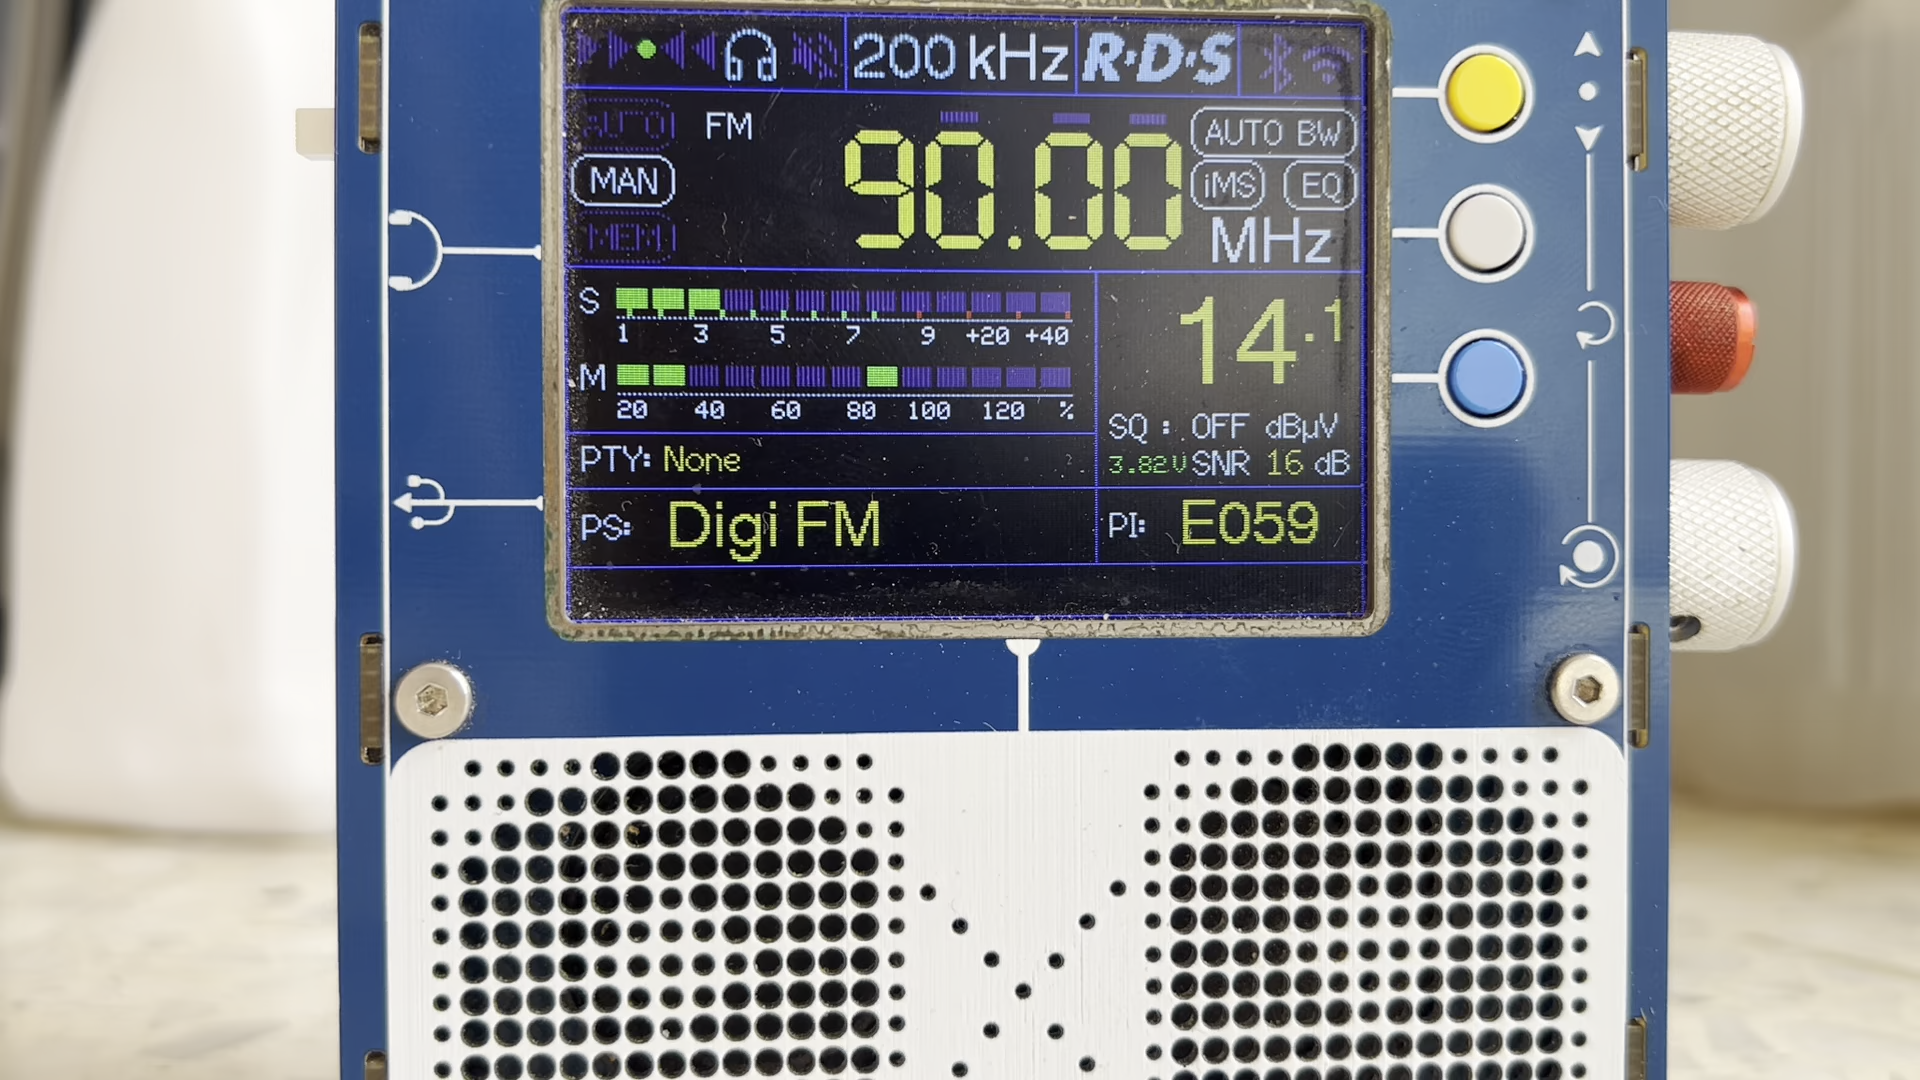 200 kHz R·D·S
AUTO FM 90.00 MHz AUTO BW
MAN iMS EQ
MEM
S
1 3 5 7 9 +20 +40
M
20 40 60 80 100 120 %
14.1
SQ : OFF dBµV
3.82V SNR 16 dB
PTY: None
PS: Digi FM
PI: E059